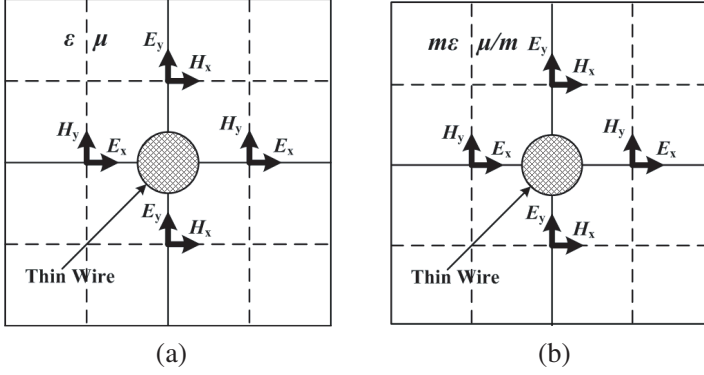 ε μ
E_y
H_x
H_y
E_x
H_y
E_x
E_y
H_x
Thin Wire
(a)
mε μ/m
E_y
H_x
H_y
E_x
H_y
E_x
E_y
H_x
Thin Wire
(b)